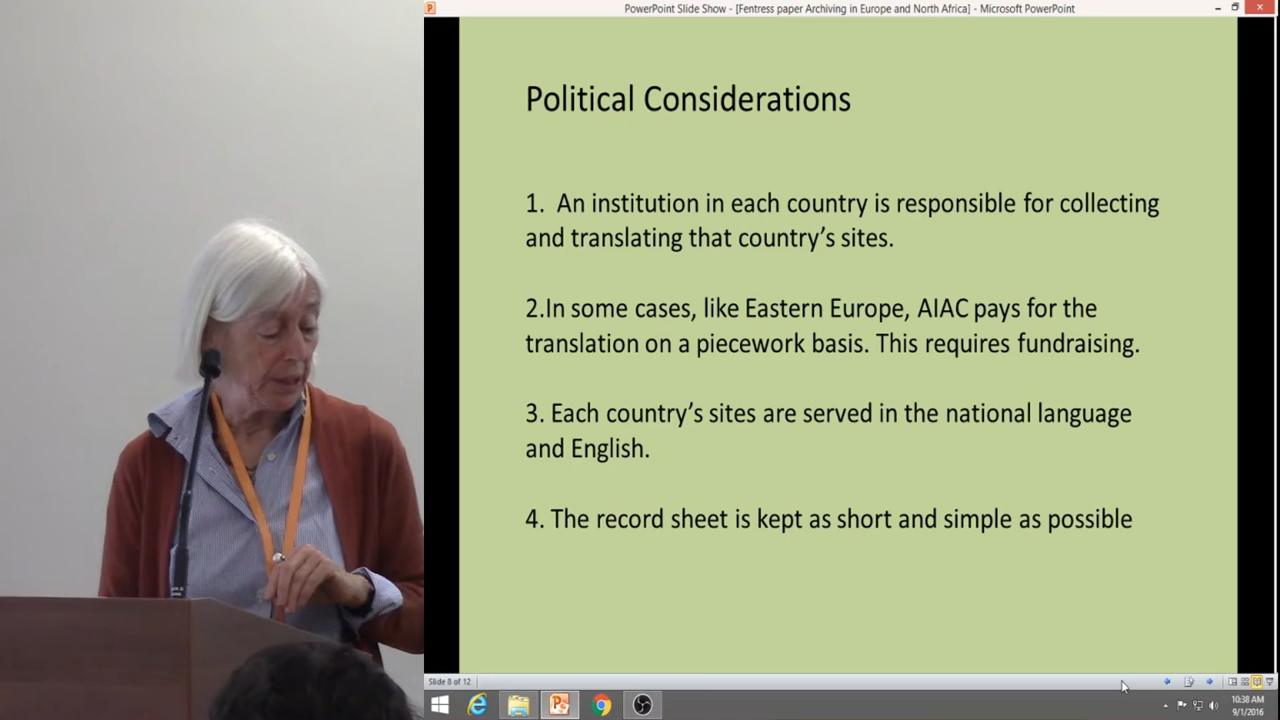 PowerPoint Slide Show - [Fentress paper Archiving in Europe and North Africa] - Microsoft PowerPoint
Political Considerations
1. An institution in each country is responsible for collecting
and translating that country's sites.
2.In some cases, like Eastern Europe, AIAC pays for the
translation on a piecework basis. This requires fundraising.
3. Each country's sites are served in the national language
and English.
4. The record sheet is kept as short and simple as possible
Slide 8 of 12
10:38 AM
9/1/2016